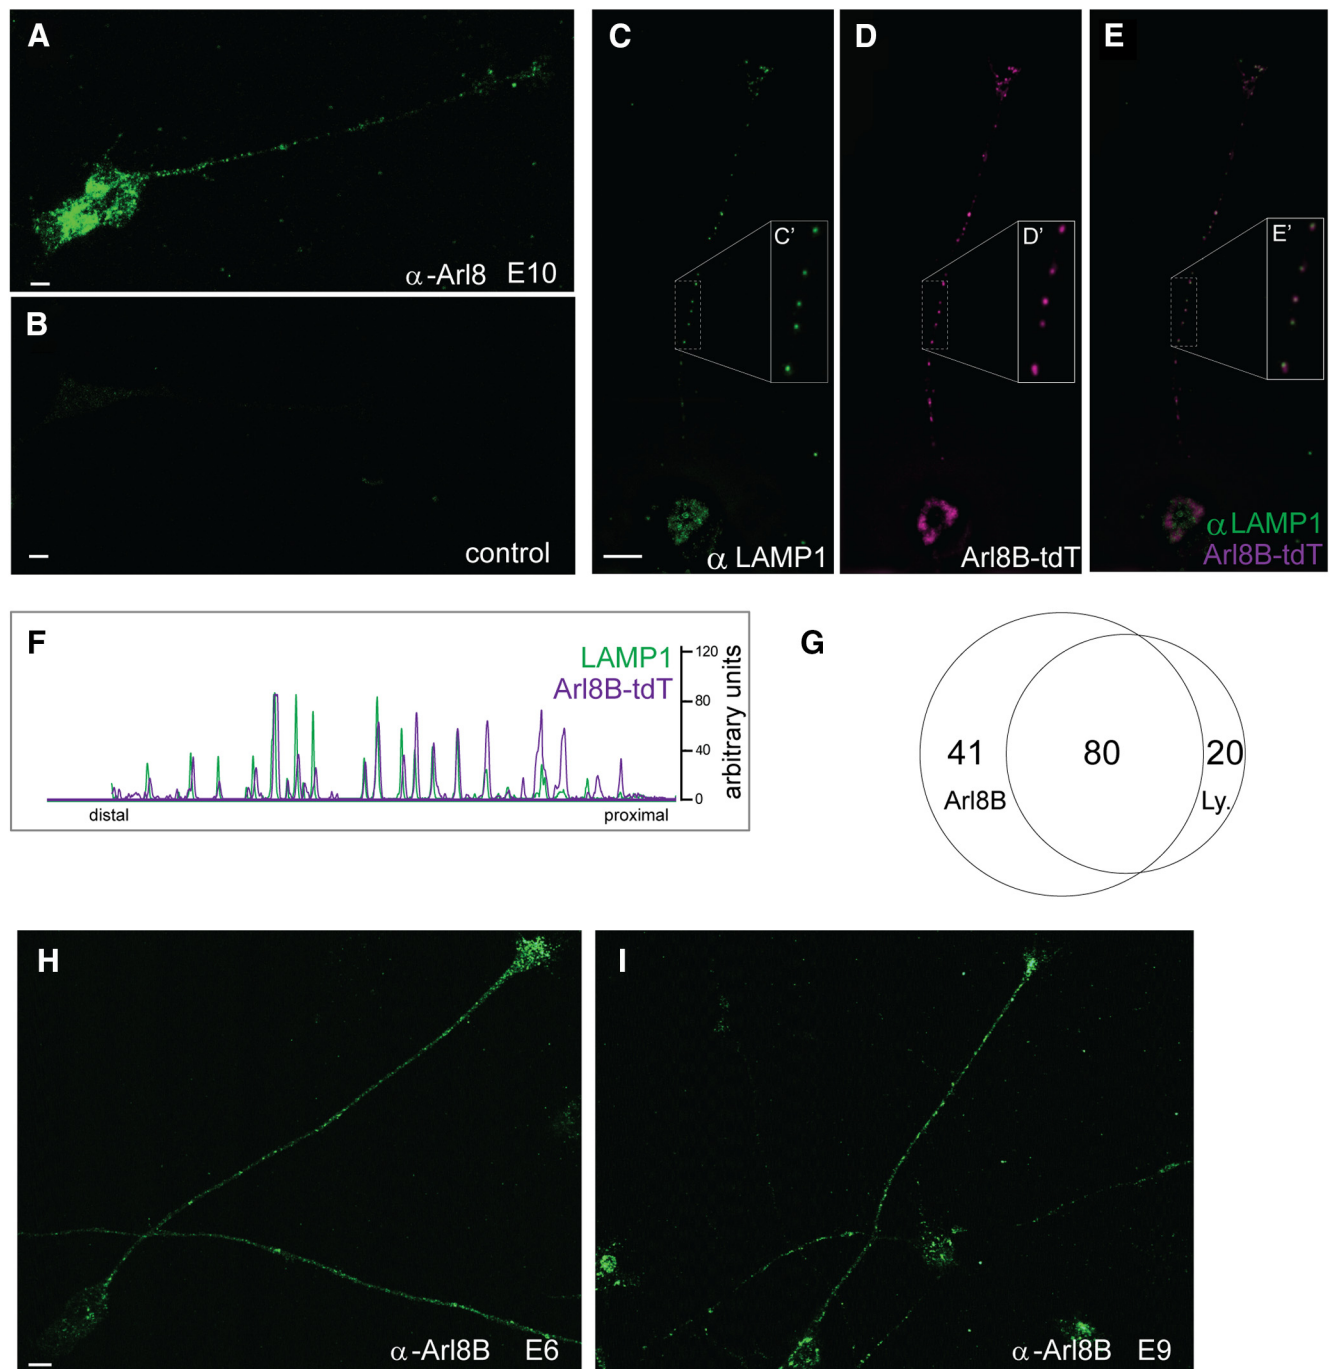 A
α-Arl8 E10
B
control
C
C’
α LAMP1
D
D’
Arl8B-tdT
E
E’
αLAMP1
Arl8B-tdT
F
LAMP1
Arl8B-tdT
120
80
40
0
arbitrary units
distal
proximal
G
41
80
20
Arl8B
Ly.
H
α-Arl8B E6
I
α-Arl8B E9